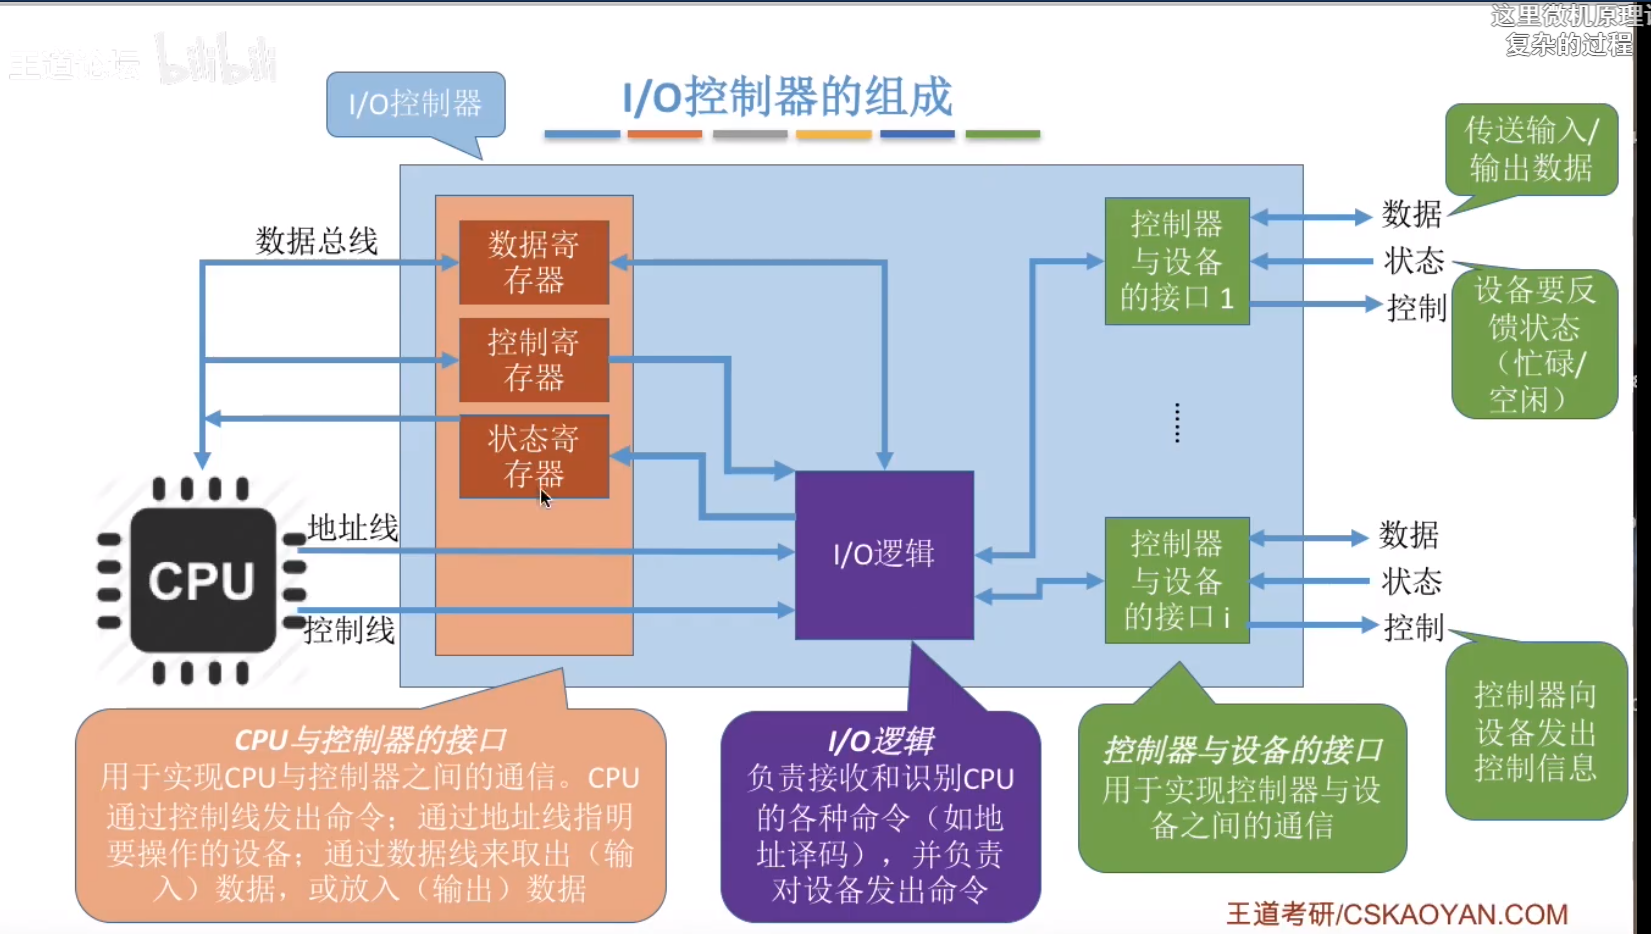 这里微机原理
复杂的过程
王道论坛 bilibili
I/O控制器
I/O控制器的组成
传送输入/
输出数据
数据总线
数据寄
存器
控制寄
存器
状态寄
存器
控制器
与设备
的接口 1
数据
状态
控制
设备要反
馈状态
（忙碌/
空闲）
CPU
地址线
控制线
I/O逻辑
控制器
与设备
的接口 i
数据
状态
控制
控制器向
设备发出
控制信息
CPU与控制器的接口
用于实现CPU与控制器之间的通信。CPU
通过控制线发出命令；通过地址线指明
要操作的设备；通过数据线来取出（输
入）数据，或放入（输出）数据
I/O逻辑
负责接收和识别CPU
的各种命令（如地
址译码），并负责
对设备发出命令
控制器与设备的接口
用于实现控制器与设
备之间的通信
王道考研/CSKAOYAN.COM